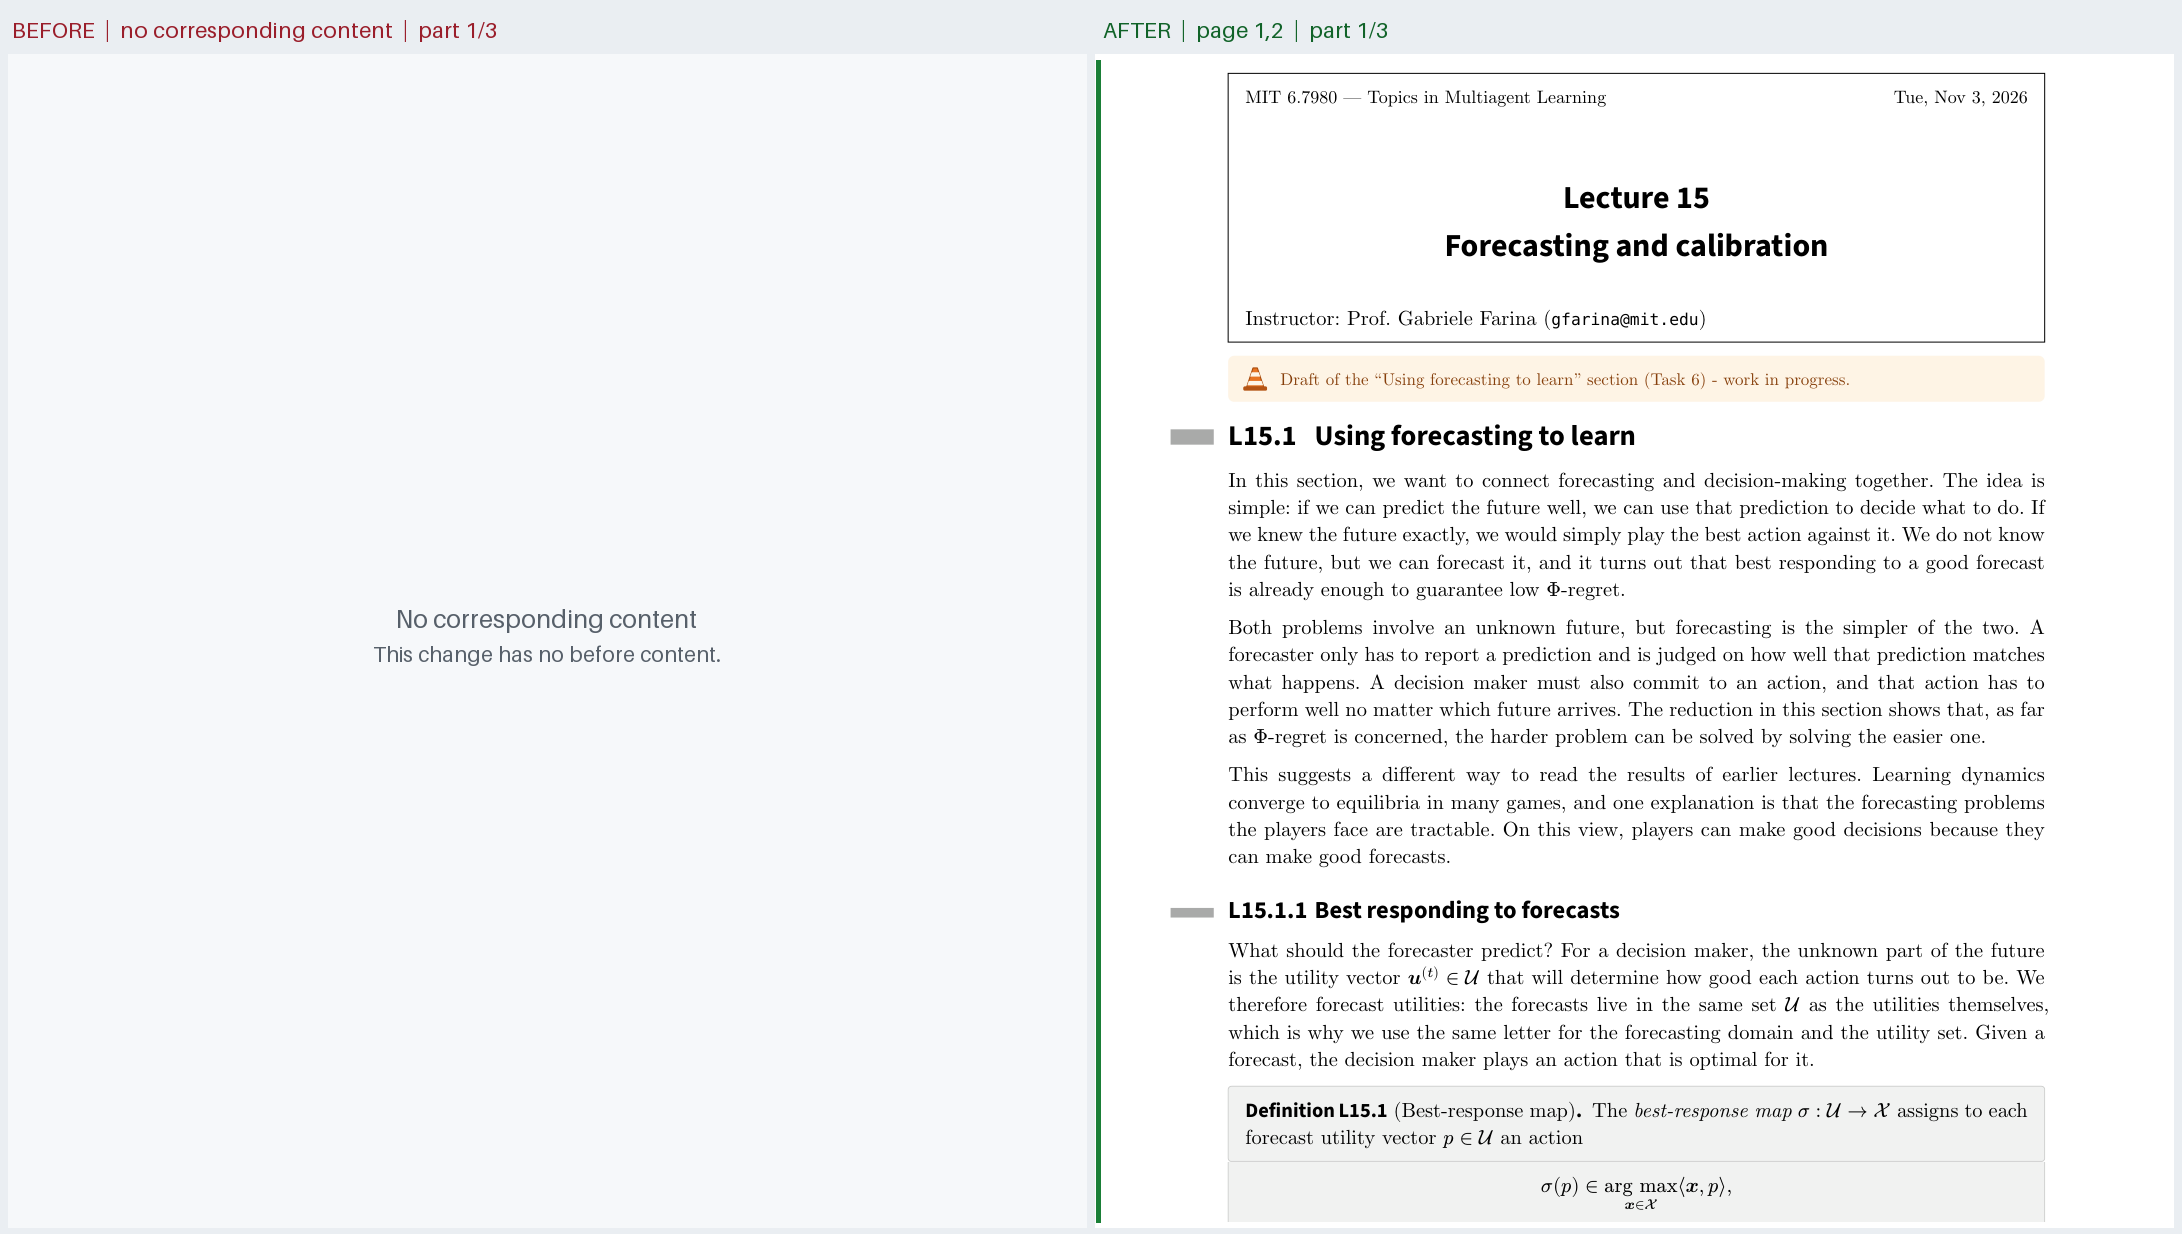 BEFORE | no corresponding content | part 1/3
AFTER | page 1,2 | part 1/3
No corresponding content
This change has no before content.
MIT 6.7980 — Topics in Multiagent Learning
Tue, Nov 3, 2026
Lecture 15
Forecasting and calibration
Instructor: Prof. Gabriele Farina (gfarina@mit.edu)
Draft of the “Using forecasting to learn” section (Task 6) - work in progress.
L15.1 Using forecasting to learn
In this section, we want to connect forecasting and decision-making together. The idea is
simple: if we can predict the future well, we can use that prediction to decide what to do. If
we knew the future exactly, we would simply play the best action against it. We do not know
the future, but we can forecast it, and it turns out that best responding to a good forecast
is already enough to guarantee low Φ-regret.
Both problems involve an unknown future, but forecasting is the simpler of the two. A
forecaster only has to report a prediction and is judged on how well that prediction matches
what happens. A decision maker must also commit to an action, and that action has to
perform well no matter which future arrives. The reduction in this section shows that, as far
as Φ-regret is concerned, the harder problem can be solved by solving the easier one.
This suggests a different way to read the results of earlier lectures. Learning dynamics
converge to equilibria in many games, and one explanation is that the forecasting problems
the players face are tractable. On this view, players can make good decisions because they
can make good forecasts.
L15.1.1 Best responding to forecasts
What should the forecaster predict? For a decision maker, the unknown part of the future
is the utility vector 𝒖⁽ᵗ⁾ ∈ 𝒰 that will determine how good each action turns out to be. We
therefore forecast utilities: the forecasts live in the same set 𝒰 as the utilities themselves,
which is why we use the same letter for the forecasting domain and the utility set. Given a
forecast, the decision maker plays an action that is optimal for it.
Definition L15.1 (Best-response map). The best-response map σ : 𝒰 → 𝒳 assigns to each
forecast utility vector p ∈ 𝒰 an action
σ(p) ∈ arg max⟨𝒙, p⟩,
𝒙∈𝒳